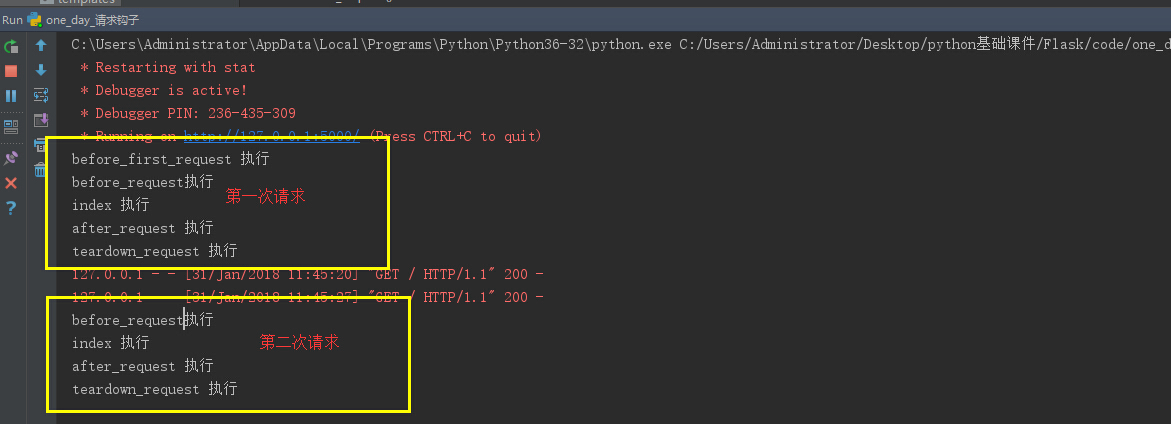 templates
Run one_day_请求钩子
C:\Users\Administrator\AppData\Local\Programs\Python\Python36-32\python.exe C:/Users/Administrator/Desktop/python基础课件/Flask/code/one_d
* Restarting with stat
* Debugger is active!
* Debugger PIN: 236-435-309
* Running on http://127.0.0.1:5000/ (Press CTRL+C to quit)
before_first_request 执行
before_request执行
第一次请求
index 执行
after_request 执行
teardown_request 执行
127.0.0.1 - - [31/Jan/2018 11:45:20] "GET / HTTP/1.1" 200 -
127.0.0.1 - - [31/Jan/2018 11:45:27] "GET / HTTP/1.1" 200 -
before_request执行
index 执行
第二次请求
after_request 执行
teardown_request 执行